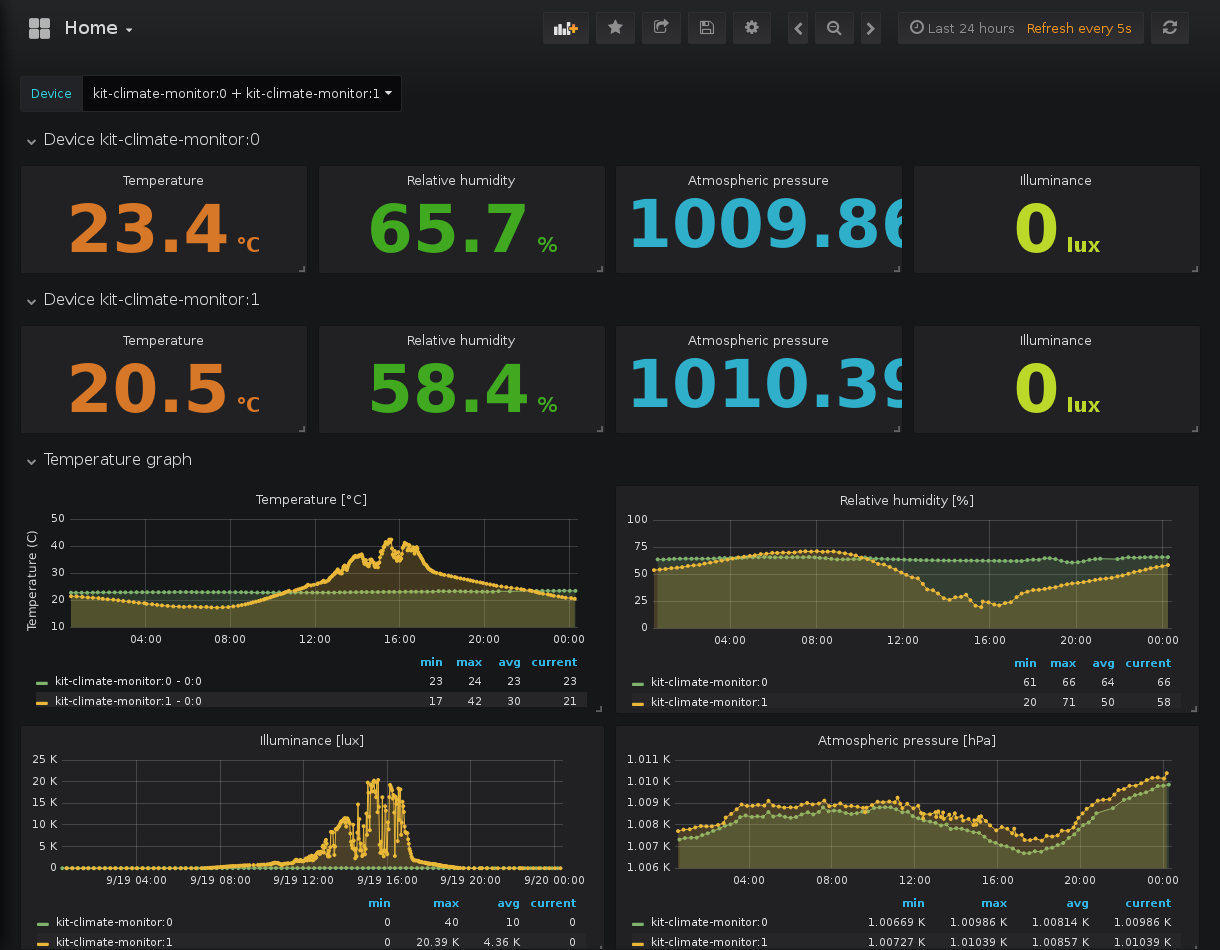 Home
Last 24 hours Refresh every 5s
Device kit-climate-monitor:0 + kit-climate-monitor:1
Device kit-climate-monitor:0
Temperature Relative humidity Atmospheric pressure Illuminance
23.4 °C 65.7 % 1009.86 0 lux
Device kit-climate-monitor:1
Temperature Relative humidity Atmospheric pressure Illuminance
20.5 °C 58.4 % 1010.39 0 lux
Temperature graph
Temperature [°C]
Temperature (C)
50
40
30
20
10
04:00 08:00 12:00 16:00 20:00 00:00
min max avg current
kit-climate-monitor:0 - 0:0 23 24 23 23
kit-climate-monitor:1 - 0:0 17 42 30 21
Relative humidity [%]
100
75
50
25
0
04:00 08:00 12:00 16:00 20:00 00:00
min max avg current
kit-climate-monitor:0 61 66 64 66
kit-climate-monitor:1 20 71 50 58
Illuminance [lux]
25 K
20 K
15 K
10 K
5 K
0
9/19 04:00 9/19 08:00 9/19 12:00 9/19 16:00 9/19 20:00 9/20 00:00
min max avg current
kit-climate-monitor:0 0 40 10 0
kit-climate-monitor:1 0 20.39 K 4.36 K 0
Atmospheric pressure [hPa]
1.011 K
1.010 K
1.009 K
1.008 K
1.007 K
1.006 K
04:00 08:00 12:00 16:00 20:00 00:00
min max avg current
kit-climate-monitor:0 1.00669 K 1.00986 K 1.00814 K 1.00986 K
kit-climate-monitor:1 1.00727 K 1.01039 K 1.00857 K 1.01039 K